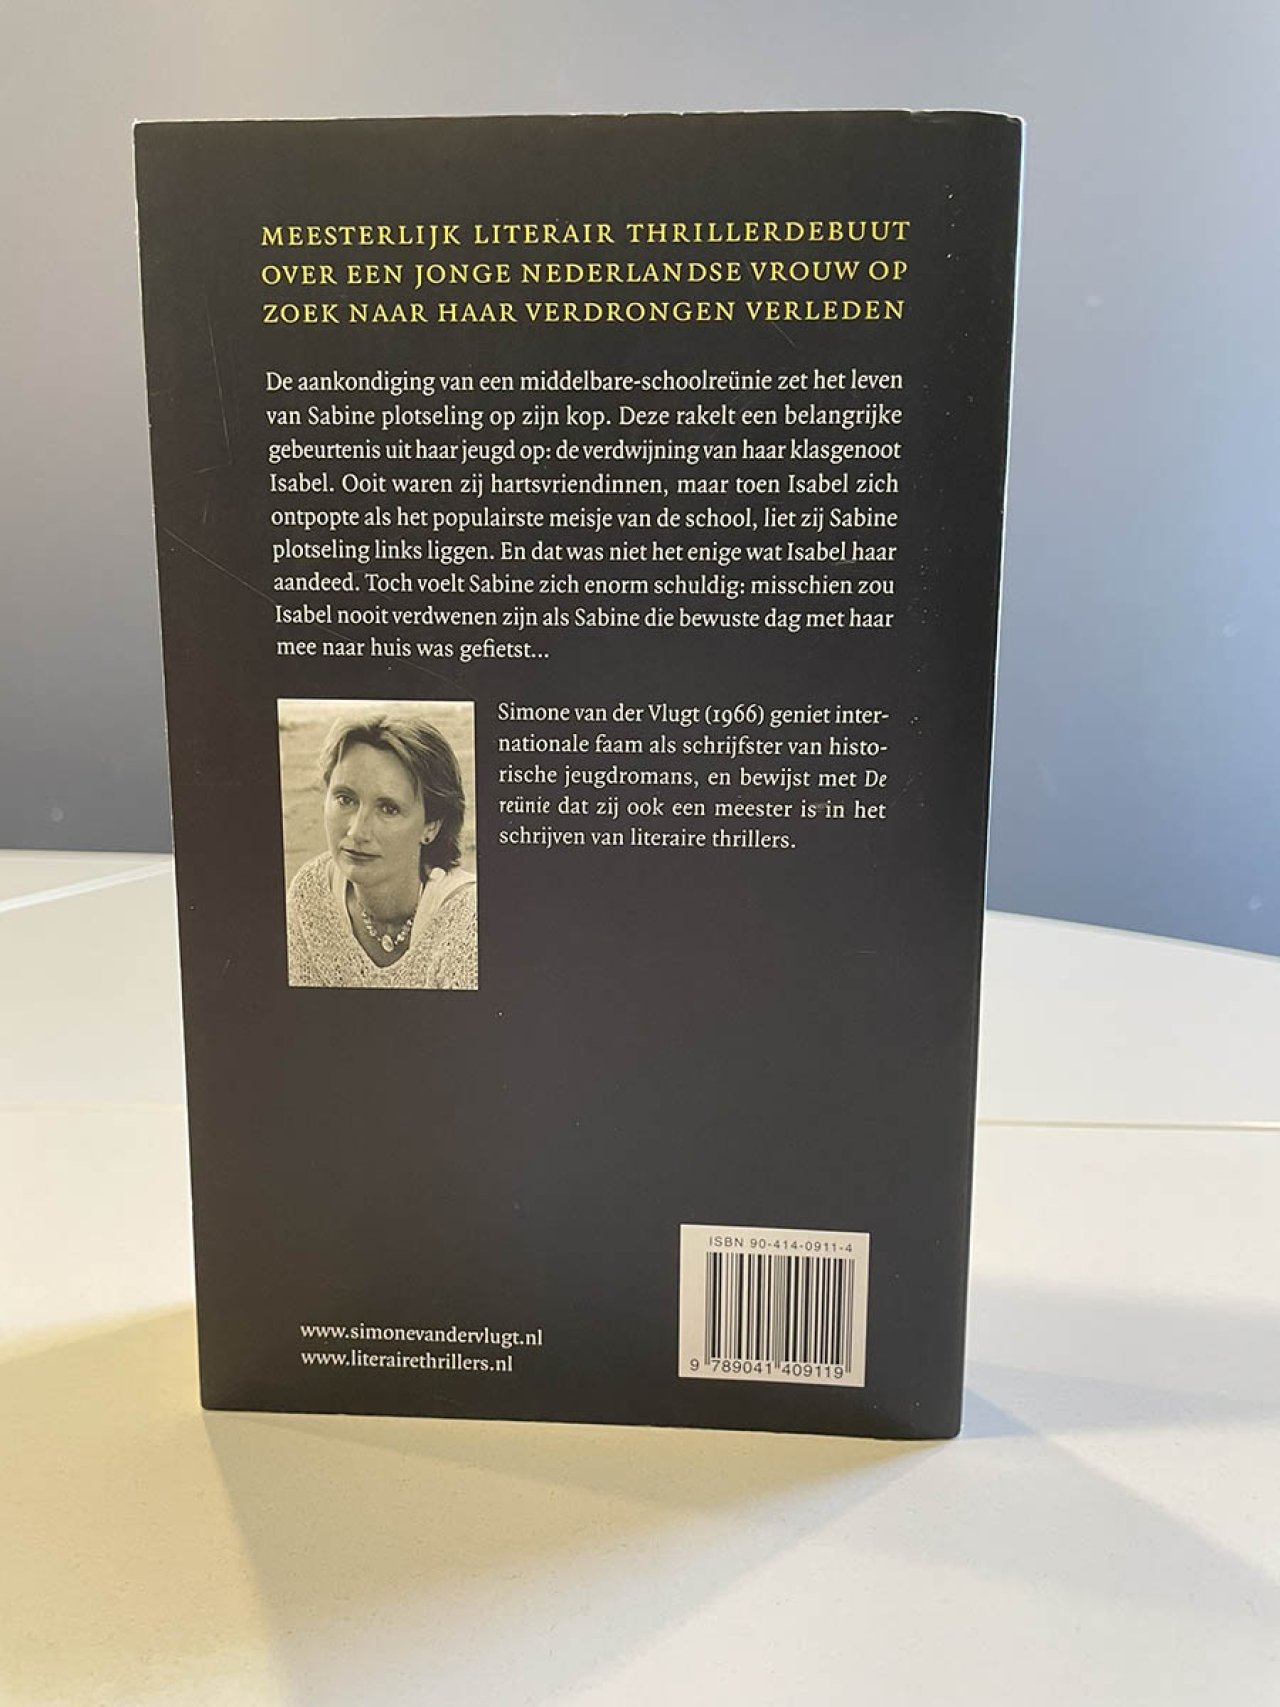 MEESTERLIJK LITERAIR THRILLERDEBUUT
OVER EEN JONGE NEDERLANDSE VROUW OP
ZOEK NAAR HAAR VERDRONGEN VERLEDEN
De aankondiging van een middelbare-schoolreünie zet het leven
van Sabine plotseling op zijn kop. Deze rakelt een belangrijke
gebeurtenis uit haar jeugd op: de verdwijning van haar klasgenoot
Isabel. Ooit waren zij hartsvriendinnen, maar toen Isabel zich
ontpopte als het populairste meisje van de school, liet zij Sabine
plotseling links liggen. En dat was niet het enige wat Isabel haar
aandeed. Toch voelt Sabine zich enorm schuldig: misschien zou
Isabel nooit verdwenen zijn als Sabine die bewuste dag met haar
mee naar huis was gefietst...
Simone van der Vlugt (1966) geniet inter-
nationale faam als schrijfster van histo-
rische jeugdromans, en bewijst met De
reünie dat zij ook een meester is in het
schrijven van literaire thrillers.
ISBN 90-414-0911-4
9 789041 409119
www.simonevandervlugt.nl
www.literairethrillers.nl